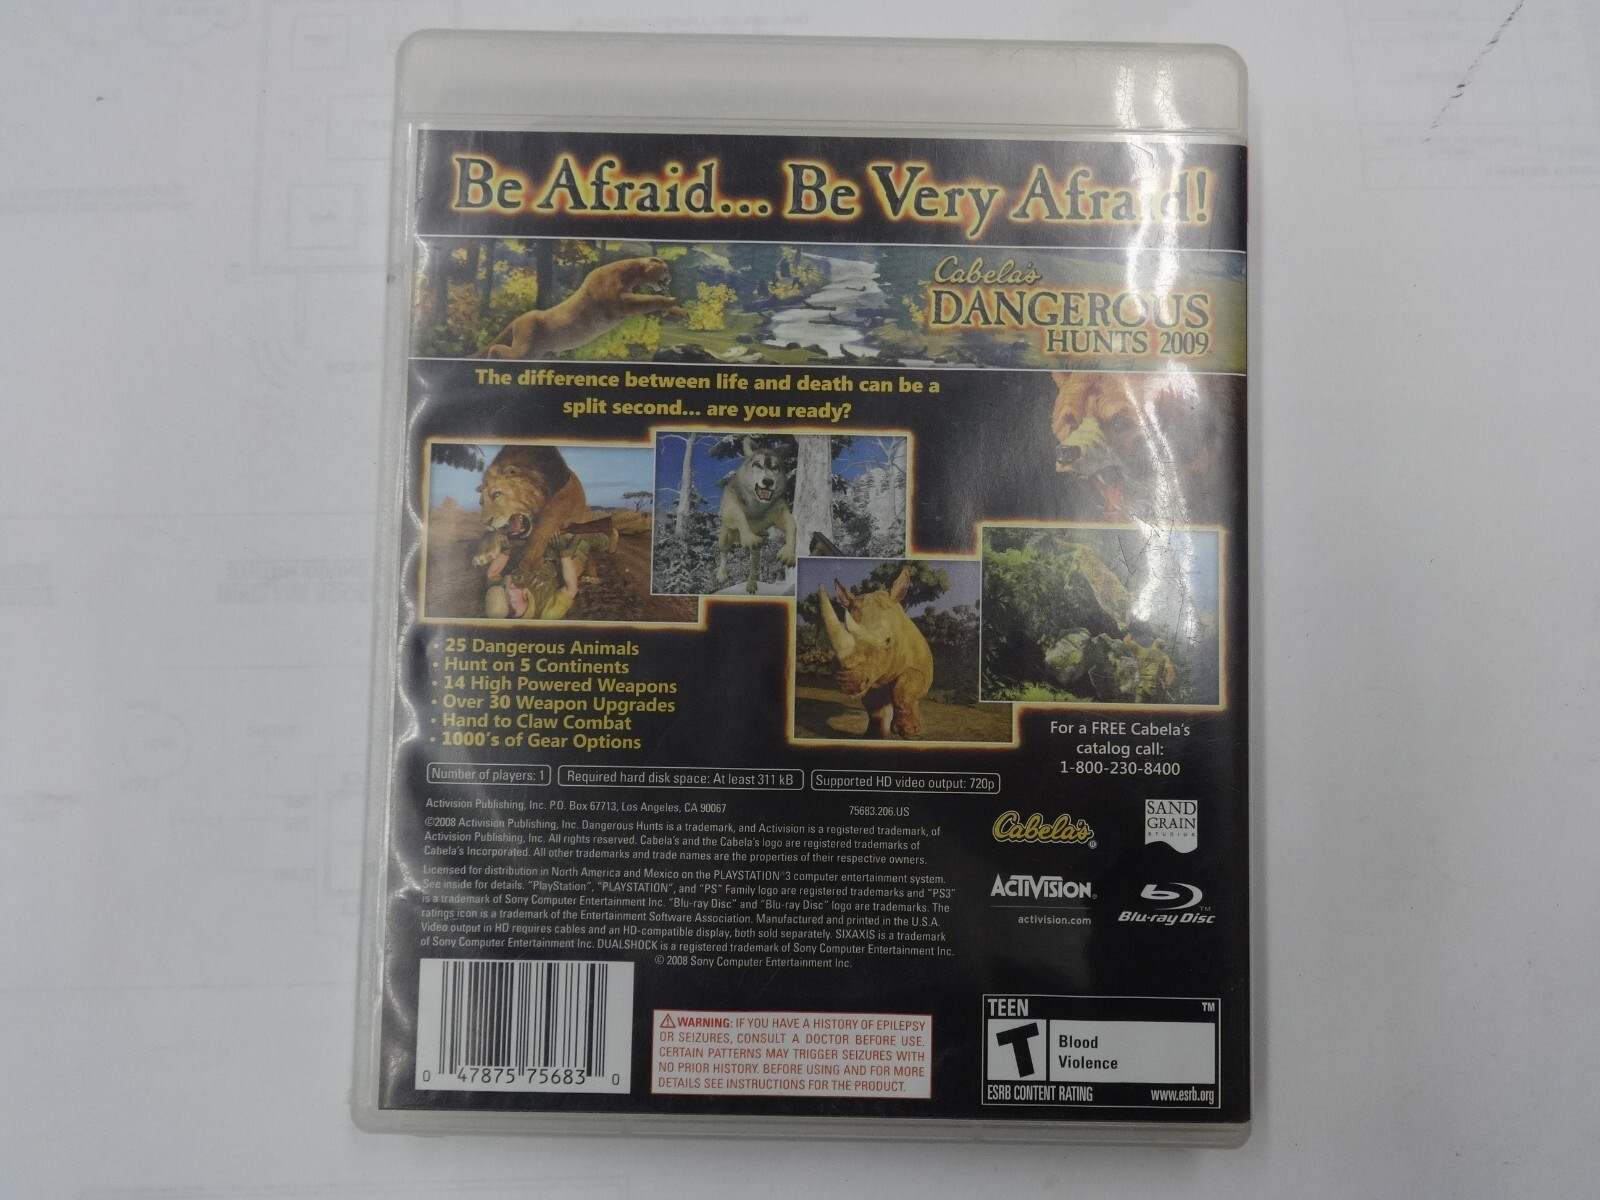 Be Afraid... Be Very Afraid!
Cabela's
DANGEROUS
HUNTS 2009
The difference between life and death can be a
split second... are you ready?
• 25 Dangerous Animals
• Hunt on 5 Continents
• 14 High Powered Weapons
• Over 30 Weapon Upgrades
• Hand to Claw Combat
• 1000's of Gear Options
For a FREE Cabela's
catalog call:
1-800-230-8400
Number of players: 1
Required hard disk space: At least 311 kB
Supported HD video output: 720p
Activision Publishing, Inc. P.O. Box 67713, Los Angeles, CA 90067
75683.206.US
©2008 Activision Publishing, Inc. Dangerous Hunts is a trademark, and Activision is a registered trademark, of
Activision Publishing, Inc. All rights reserved. Cabela's and the Cabela's logo are registered trademarks of
Cabela's Incorporated. All other trademarks and trade names are the properties of their respective owners.
Licensed for distribution in North America and Mexico on the PLAYSTATION®3 computer entertainment system.
See inside for details. "PlayStation", "PLAYSTATION", and "PS" Family logo are registered trademarks and "PS3"
is a trademark of Sony Computer Entertainment Inc. "Blu-ray Disc" and "Blu-ray Disc" logo are trademarks. The
ratings icon is a trademark of the Entertainment Software Association. Manufactured and printed in the U.S.A.
Video output in HD requires cables and an HD-compatible display, both sold separately. SIXAXIS is a trademark
of Sony Computer Entertainment Inc. DUALSHOCK is a registered trademark of Sony Computer Entertainment Inc.
© 2008 Sony Computer Entertainment Inc.
Cabela's®
SAND
GRAIN
STUDIOS
ACTIVISION®
activision.com
Blu-ray Disc™
0 47875 75683 0
⚠WARNING: IF YOU HAVE A HISTORY OF EPILEPSY
OR SEIZURES, CONSULT A DOCTOR BEFORE USE.
CERTAIN PATTERNS MAY TRIGGER SEIZURES WITH
NO PRIOR HISTORY. BEFORE USING AND FOR MORE
DETAILS SEE INSTRUCTIONS FOR THE PRODUCT.
TEEN ™
T
Blood
Violence
ESRB CONTENT RATING www.esrb.org